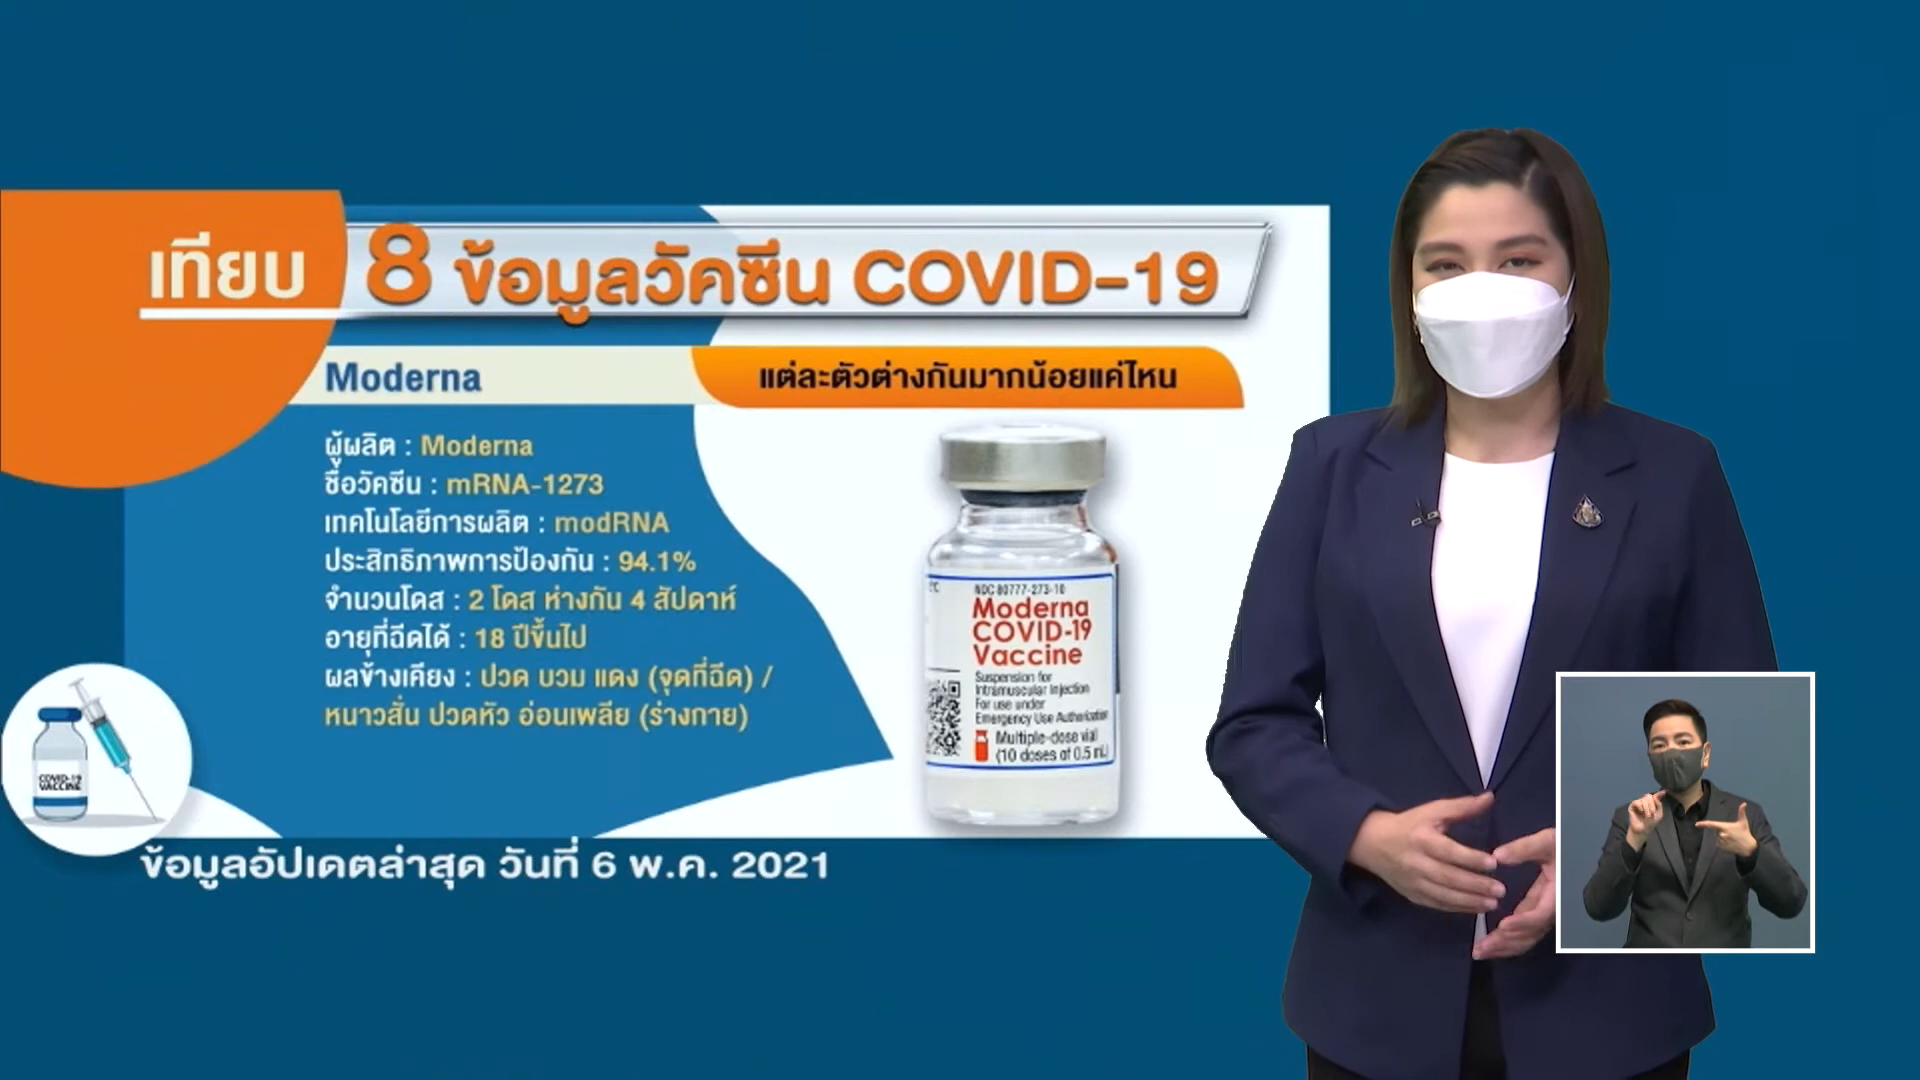 เทียบ 8 ข้อมูลวัคซีน COVID-19
Moderna
แต่ละตัวต่างกันมากน้อยแค่ไหน
ผู้ผลิต : Moderna
ชื่อวัคซีน : mRNA-1273
เทคโนโลยีการผลิต : modRNA
ประสิทธิภาพการป้องกัน : 94.1%
จำนวนโดส : 2 โดส ห่างกัน 4 สัปดาห์
อายุที่ฉีดได้ : 18 ปีขึ้นไป
ผลข้างเคียง : ปวด บวม แดง (จุดที่ฉีด) /
หนาวสั่น ปวดหัว อ่อนเพลีย (ร่างกาย)
NDC 80777-273-10
Moderna
COVID-19
Vaccine
Suspension for
Intramuscular Injection
For use under
Emergency Use Authorization
Multiple-dose vial
(10 doses of 0.5 mL)
COVID-19
VACCINE
ข้อมูลอัปเดตล่าสุด วันที่ 6 พ.ค. 2021